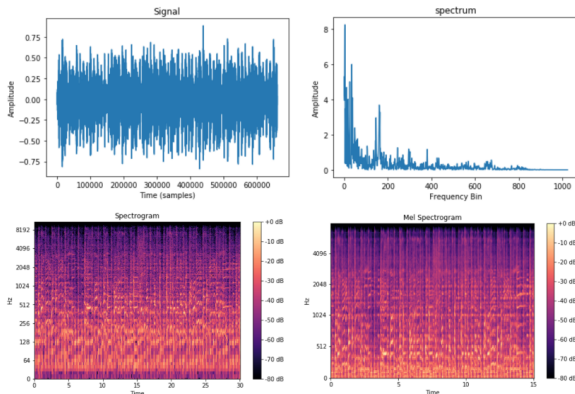 Signal
Amplitude
0.75
0.50
0.25
0.00
-0.25
-0.50
-0.75
0 100000 200000 300000 400000 500000 600000
Time (samples)
spectrum
Amplitude
8
6
4
2
0
0 200 400 600 800 1000
Frequency Bin
Spectrogram
Hz
8192
4096
2048
1024
512
256
128
64
0
0 5 10 15 20 25 30
Time
+0 dB
-10 dB
-20 dB
-30 dB
-40 dB
-50 dB
-60 dB
-70 dB
-80 dB
Mel Spectrogram
Hz
4096
2048
1024
512
0
0 5 10 15
Time
+0 dB
-10 dB
-20 dB
-30 dB
-40 dB
-50 dB
-60 dB
-70 dB
-80 dB